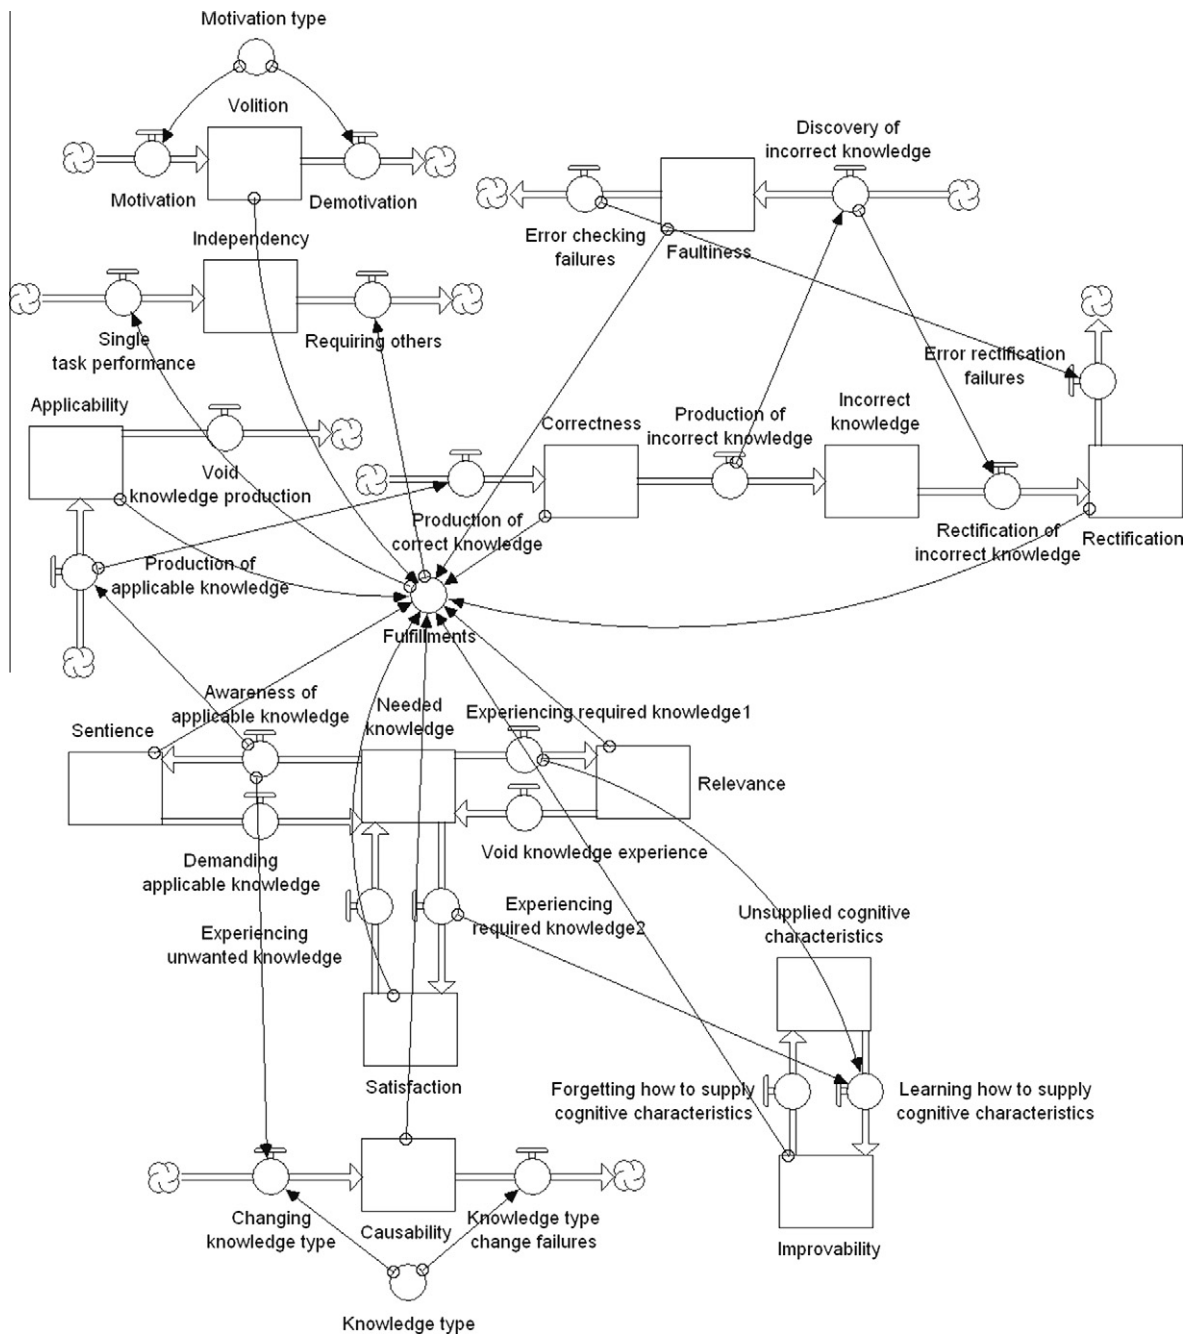 Motivation type
Volition
Motivation
Demotivation
Discovery of
incorrect knowledge
Error checking
failures
Faultiness
Independency
Single
task performance
Requiring others
Error rectification
failures
Applicability
Void
knowledge production
Correctness
Production of
incorrect knowledge
Incorrect
knowledge
Production of
correct knowledge
Rectification of
incorrect knowledge
Rectification
Production of
applicable knowledge
Fulfillments
Awareness of
applicable knowledge
Needed
knowledge
Experiencing required knowledge1
Sentience
Relevance
Demanding
applicable knowledge
Void knowledge experience
Experiencing
unwanted knowledge
Experiencing
required knowledge2
Unsupplied cognitive
characteristics
Satisfaction
Forgetting how to supply
cognitive characteristics
Learning how to supply
cognitive characteristics
Changing
knowledge type
Causability
Knowledge type
change failures
Improvability
Knowledge type